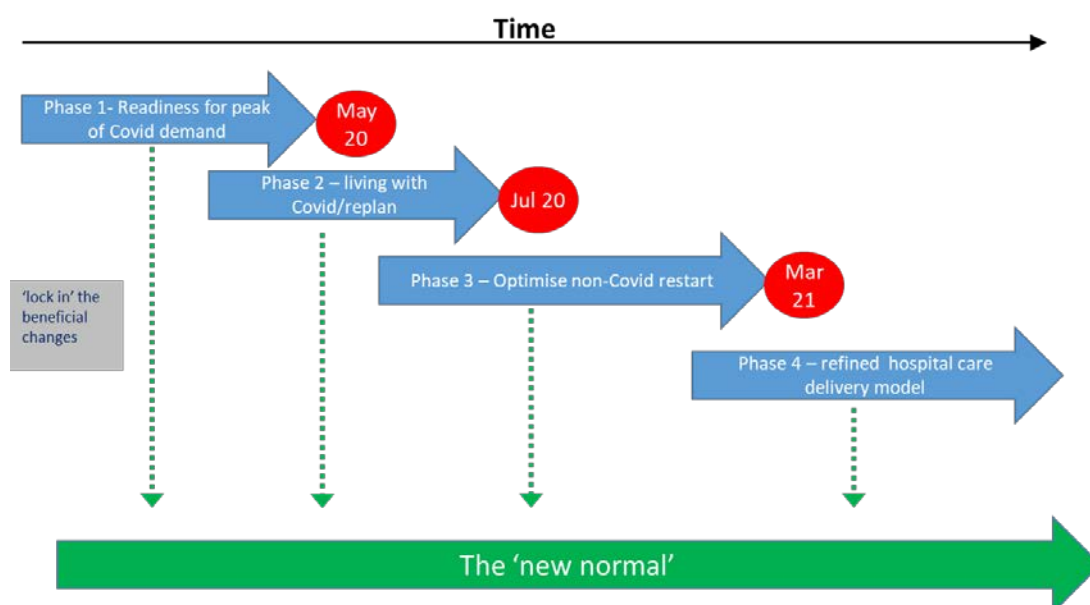 Time
Phase 1- Readiness for peak
of Covid demand
May
20
Phase 2 – living with
Covid/replan
Jul 20
Phase 3 – Optimise non-Covid restart
Mar
21
‘lock in’ the
beneficial
changes
Phase 4 – refined  hospital care
delivery model
The ‘new normal’